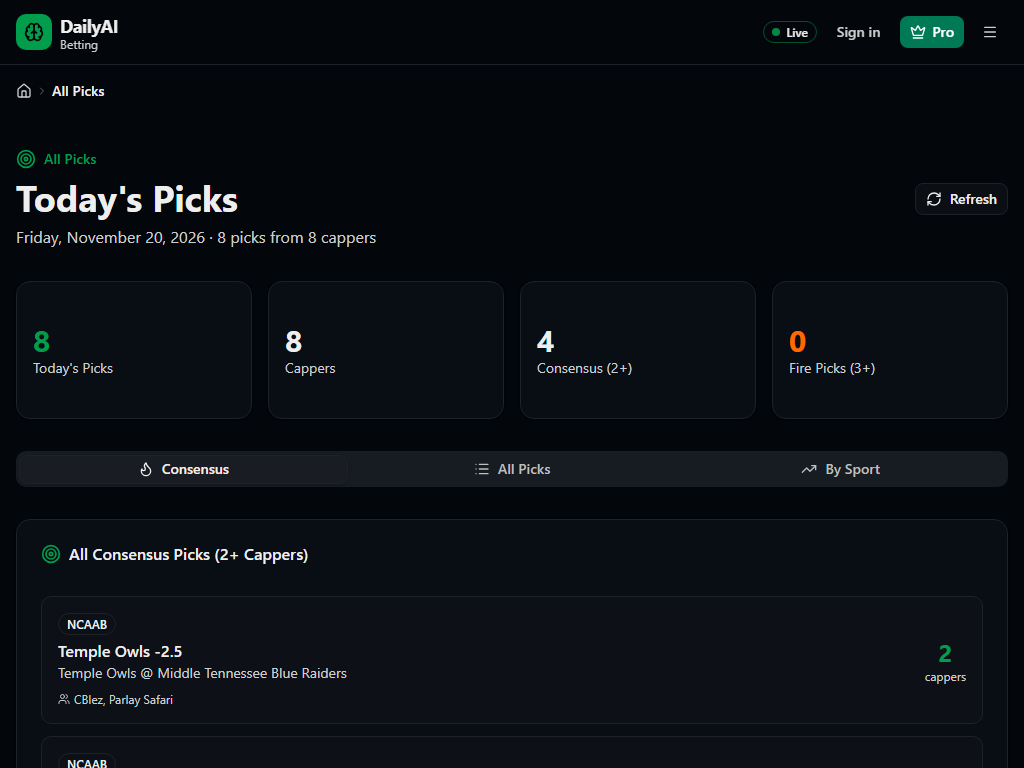 DailyAI
Betting
Live
Sign in
Pro
All Picks
All Picks
Today's Picks
Friday, November 20, 2026 · 8 picks from 8 cappers
Refresh
8
Today's Picks
8
Cappers
4
Consensus (2+)
0
Fire Picks (3+)
Consensus
All Picks
By Sport
All Consensus Picks (2+ Cappers)
NCAAB
Temple Owls -2.5
Temple Owls @ Middle Tennessee Blue Raiders
CBlez, Parlay Safari
2
cappers
NCAAB